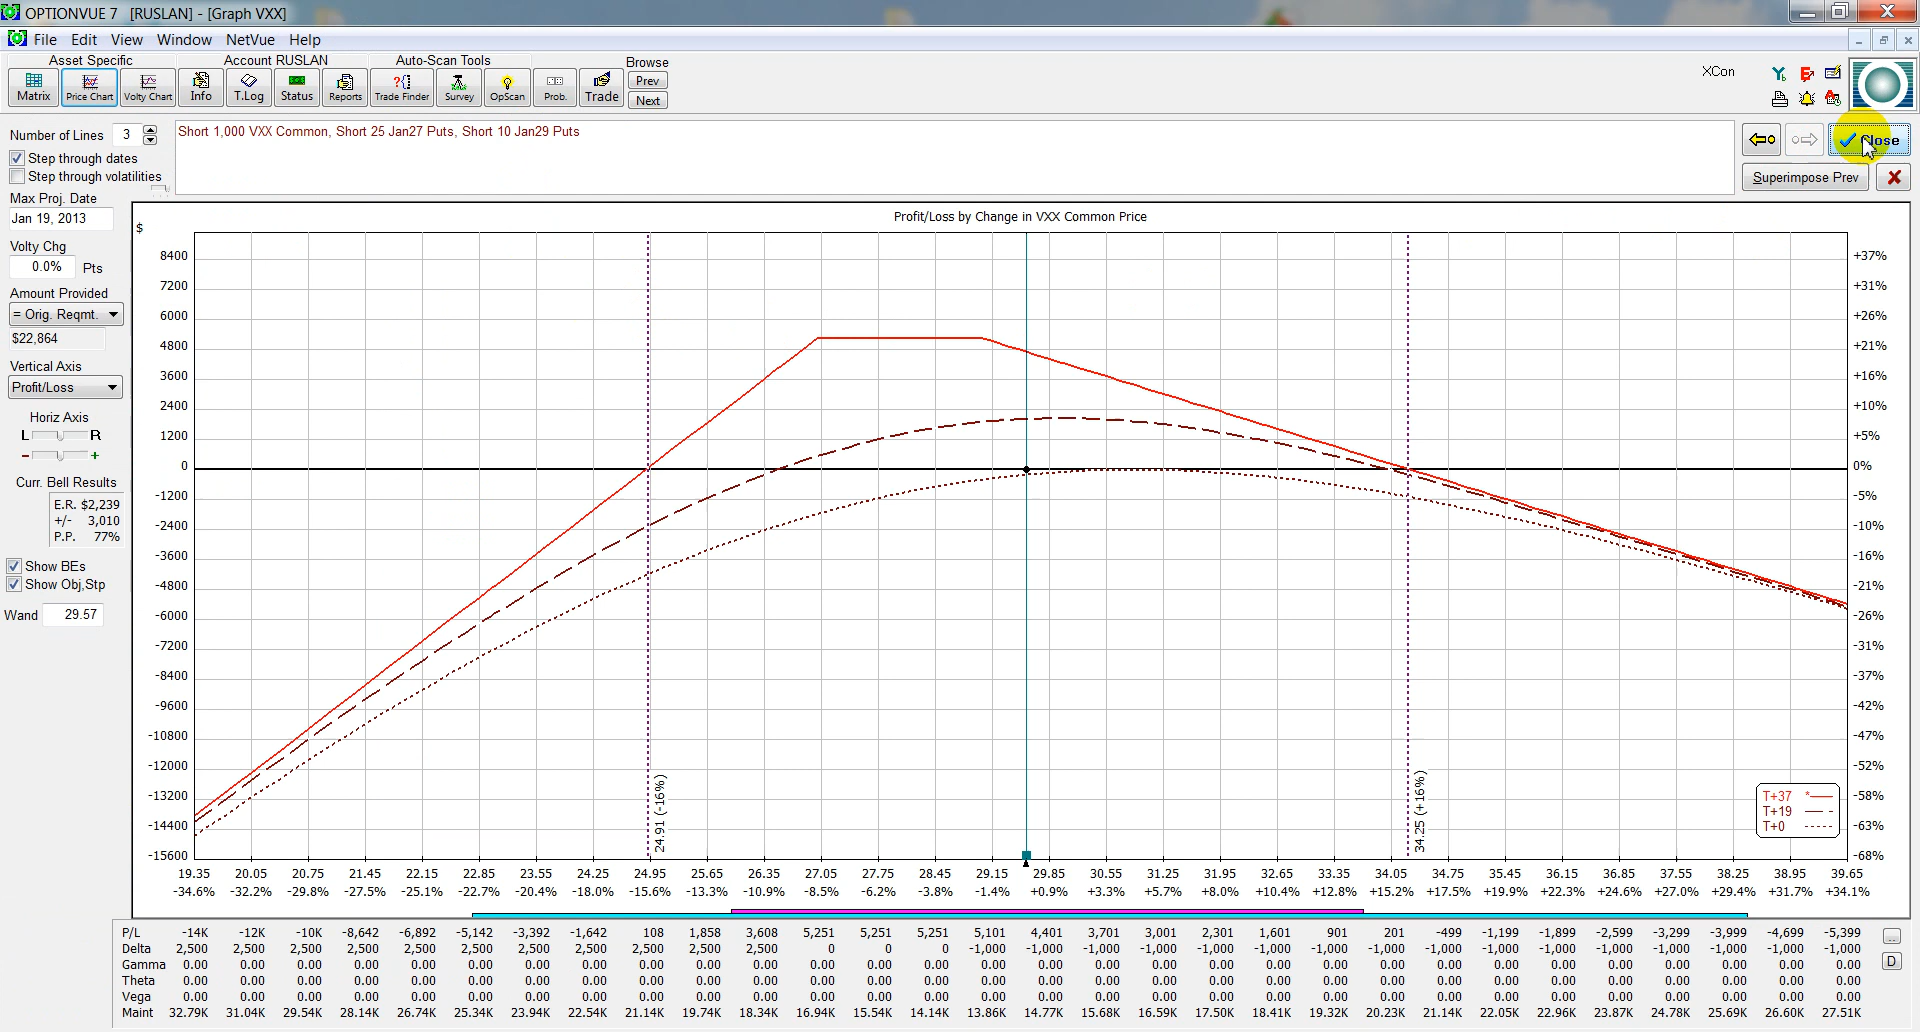 OPTIONVUE 7 [RUSLAN] - [Graph VXX]
File Edit View Window NetVue Help
Asset Specific Account RUSLAN Auto-Scan Tools Browse
Matrix Price Chart Volty Chart Info T.Log Status Reports Trade Finder Survey OpScan Prob. Trade Prev
Next
XCon
Number of Lines 3
Short 1,000 VXX Common, Short 25 Jan27 Puts, Short 10 Jan29 Puts
Close
Step through dates
Step through volatilities
Superimpose Prev
Max Proj. Date
Jan 19, 2013
Volty Chg
0.0% Pts
Amount Provided
= Orig. Reqmt.
$22,864
Vertical Axis
Profit/Loss
Horiz Axis
L R
- +
Curr. Bell Results
E.R. $2,239
+/- 3,010
P.P. 77%
Show BEs
Show Obj,Stp
Wand 29.57
Profit/Loss by Change in VXX Common Price
$
8400 +37%
7200 +31%
6000 +26%
4800 +21%
3600 +16%
2400 +10%
1200 +5%
0 0%
-1200 -5%
-2400 -10%
-3600 -16%
-4800 -21%
-6000 -26%
-7200 -31%
-8400 -37%
-9600 -42%
-10800 -47%
-12000 -52%
-13200 -58%
-14400 -63%
-15600 -68%
24.91 (-16%)
34.25 (+16%)
T+37 *
T+19
T+0
19.35 20.05 20.75 21.45 22.15 22.85 23.55 24.25 24.95 25.65 26.35 27.05 27.75 28.45 29.15 29.85 30.55 31.25 31.95 32.65 33.35 34.05 34.75 35.45 36.15 36.85 37.55 38.25 38.95 39.65
-34.6% -32.2% -29.8% -27.5% -25.1% -22.7% -20.4% -18.0% -15.6% -13.3% -10.9% -8.5% -6.2% -3.8% -1.4% +0.9% +3.3% +5.7% +8.0% +10.4% +12.8% +15.2% +17.5% +19.9% +22.3% +24.6% +27.0% +29.4% +31.7% +34.1%
P/L -14K -12K -10K -8,642 -6,892 -5,142 -3,392 -1,642 108 1,858 3,608 5,251 5,251 5,251 5,101 4,401 3,701 3,001 2,301 1,601 901 201 -499 -1,199 -1,899 -2,599 -3,299 -3,999 -4,699 -5,399
Delta 2,500 2,500 2,500 2,500 2,500 2,500 2,500 2,500 2,500 2,500 2,500 0 0 0 -1,000 -1,000 -1,000 -1,000 -1,000 -1,000 -1,000 -1,000 -1,000 -1,000 -1,000 -1,000 -1,000 -1,000 -1,000 -1,000
Gamma 0.00 0.00 0.00 0.00 0.00 0.00 0.00 0.00 0.00 0.00 0.00 0.00 0.00 0.00 0.00 0.00 0.00 0.00 0.00 0.00 0.00 0.00 0.00 0.00 0.00 0.00 0.00 0.00 0.00 0.00
Theta 0.00 0.00 0.00 0.00 0.00 0.00 0.00 0.00 0.00 0.00 0.00 0.00 0.00 0.00 0.00 0.00 0.00 0.00 0.00 0.00 0.00 0.00 0.00 0.00 0.00 0.00 0.00 0.00 0.00 0.00
Vega 0.00 0.00 0.00 0.00 0.00 0.00 0.00 0.00 0.00 0.00 0.00 0.00 0.00 0.00 0.00 0.00 0.00 0.00 0.00 0.00 0.00 0.00 0.00 0.00 0.00 0.00 0.00 0.00 0.00 0.00
Maint 32.79K 31.04K 29.54K 28.14K 26.74K 25.34K 23.94K 22.54K 21.14K 19.74K 18.34K 16.94K 15.54K 14.14K 13.86K 14.77K 15.68K 16.59K 17.50K 18.41K 19.32K 20.23K 21.14K 22.05K 22.96K 23.87K 24.78K 25.69K 26.60K 27.51K
...
D